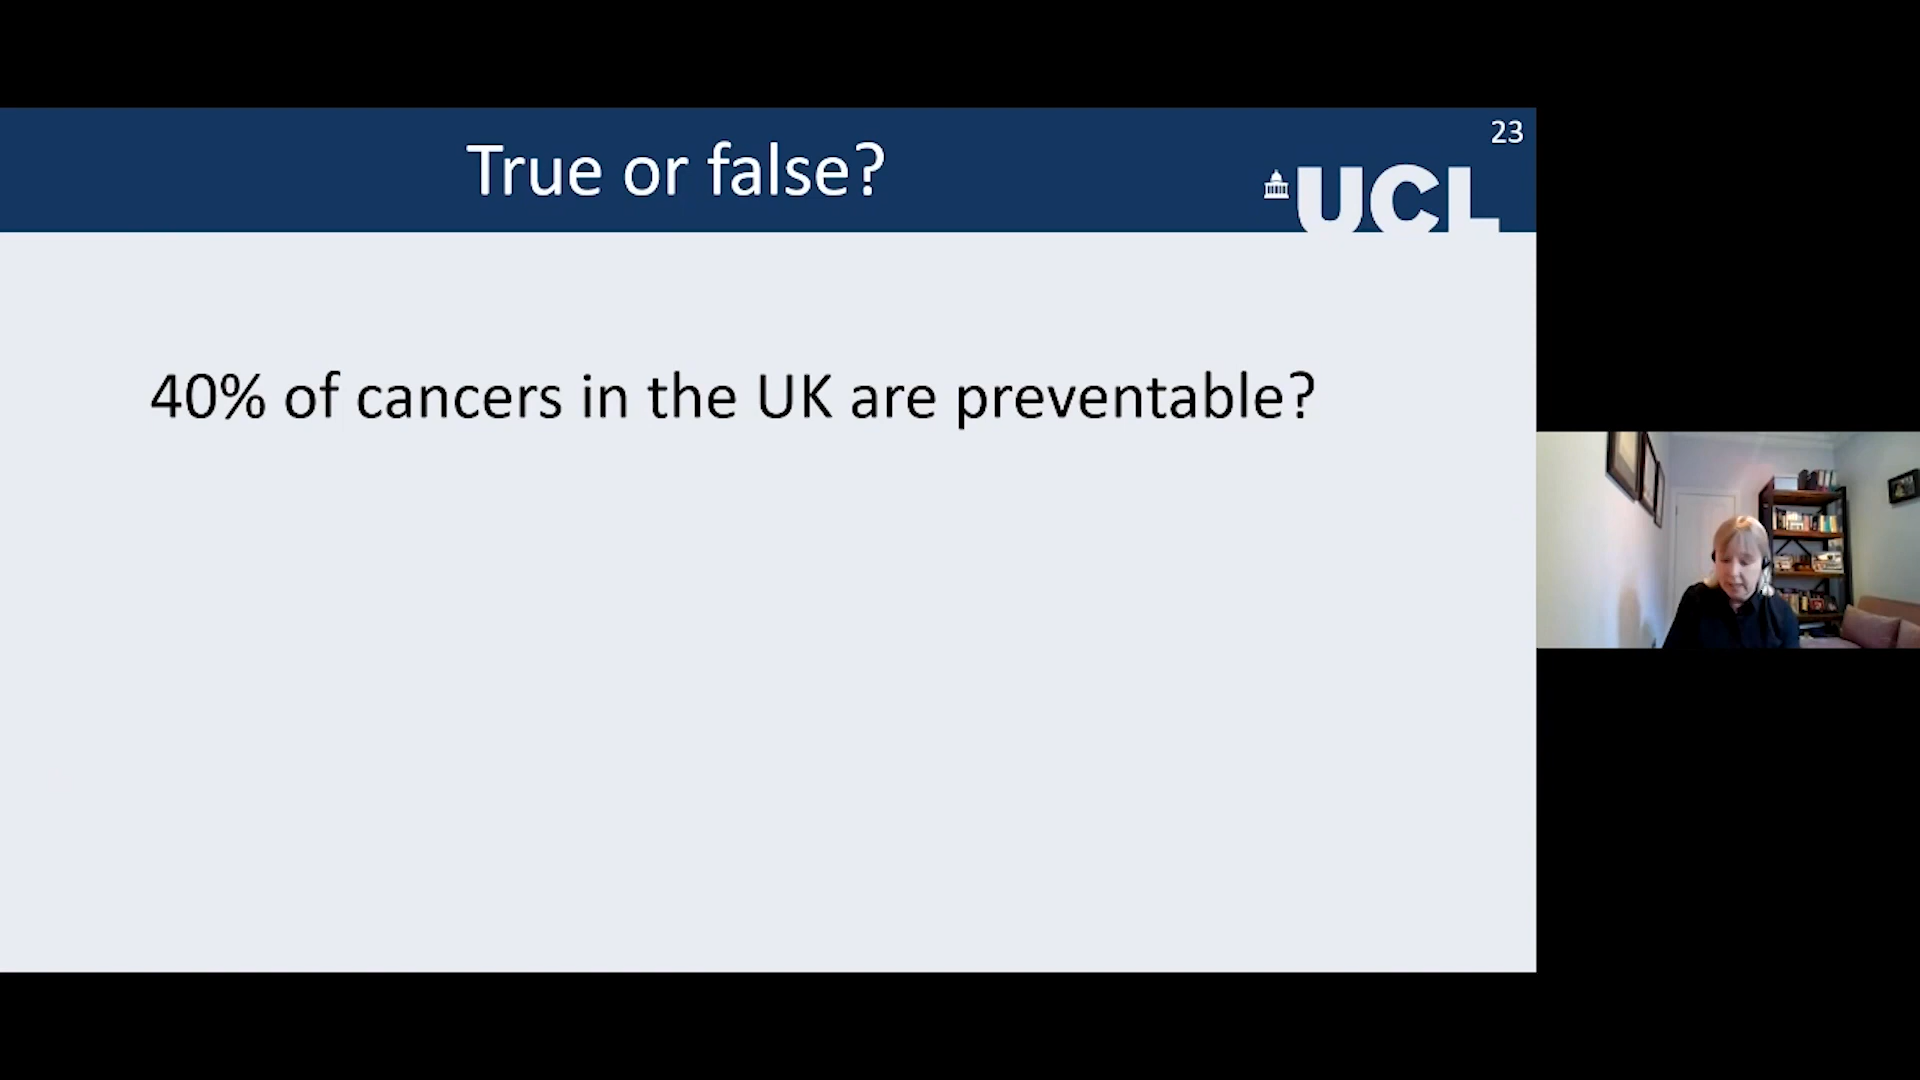 True or false?
23
UCL
40% of cancers in the UK are preventable?